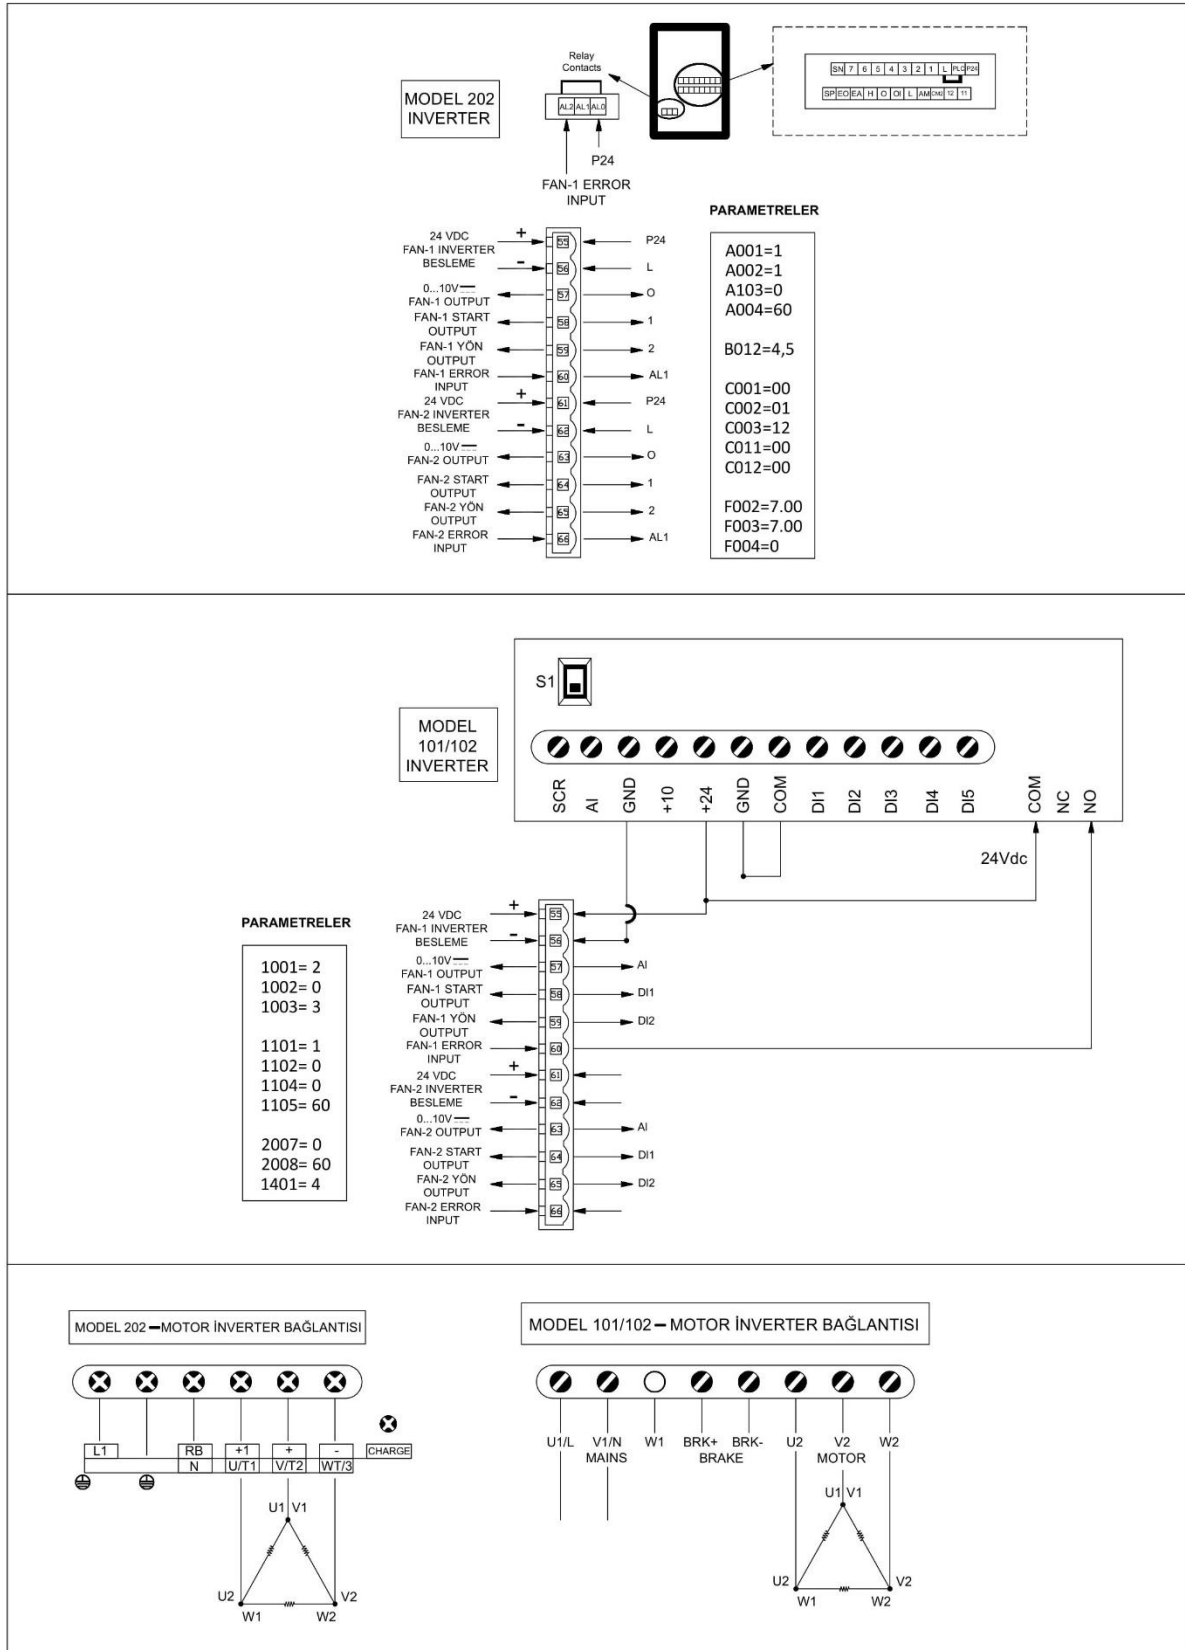 Relay
Contacts
MODEL 202
INVERTER
AL2 AL1 AL0
P24
FAN-1 ERROR
INPUT
SN 7 6 5 4 3 2 1 L PLC P24
SP EO EA H O OI L AM CM2 12 11
PARAMETRELER
A001=1
A002=1
A103=0
A004=60
B012=4,5
C001=00
C002=01
C003=12
C011=00
C012=00
F002=7.00
F003=7.00
F004=0
24 VDC + 55 P24
FAN-1 INVERTER
BESLEME - 56 L
0...10V 57 O
FAN-1 OUTPUT
FAN-1 START 58 1
OUTPUT
FAN-1 YÖN 59 2
OUTPUT
FAN-1 ERROR 60 AL1
INPUT
24 VDC + 61 P24
FAN-2 INVERTER
BESLEME - 62 L
0...10V 63 O
FAN-2 OUTPUT
FAN-2 START 64 1
OUTPUT
FAN-2 YÖN 65 2
OUTPUT
FAN-2 ERROR 66 AL1
INPUT
MODEL
101/102
INVERTER
S1
SCR AI GND +10 +24 GND COM DI1 DI2 DI3 DI4 DI5 COM NC NO
24Vdc
PARAMETRELER
1001= 2
1002= 0
1003= 3
1101= 1
1102= 0
1104= 0
1105= 60
2007= 0
2008= 60
1401= 4
24 VDC + 55
FAN-1 INVERTER
BESLEME - 56
0...10V 57 AI
FAN-1 OUTPUT
FAN-1 START 58 DI1
OUTPUT
FAN-1 YÖN 59 DI2
OUTPUT
FAN-1 ERROR 60
INPUT
24 VDC + 61
FAN-2 INVERTER
BESLEME - 62
0...10V 63 AI
FAN-2 OUTPUT
FAN-2 START 64 DI1
OUTPUT
FAN-2 YÖN 65 DI2
OUTPUT
FAN-2 ERROR 66
INPUT
MODEL 202 – MOTOR İNVERTER BAĞLANTISI
L1 RB +1 + - CHARGE
N U/T1 V/T2 WT/3
U1 V1
U2 V2
W1 W2
MODEL 101/102 – MOTOR İNVERTER BAĞLANTISI
U1/L V1/N W1 BRK+ BRK- U2 V2 W2
MAINS BRAKE MOTOR
U1 V1
U2 V2
W1 W2